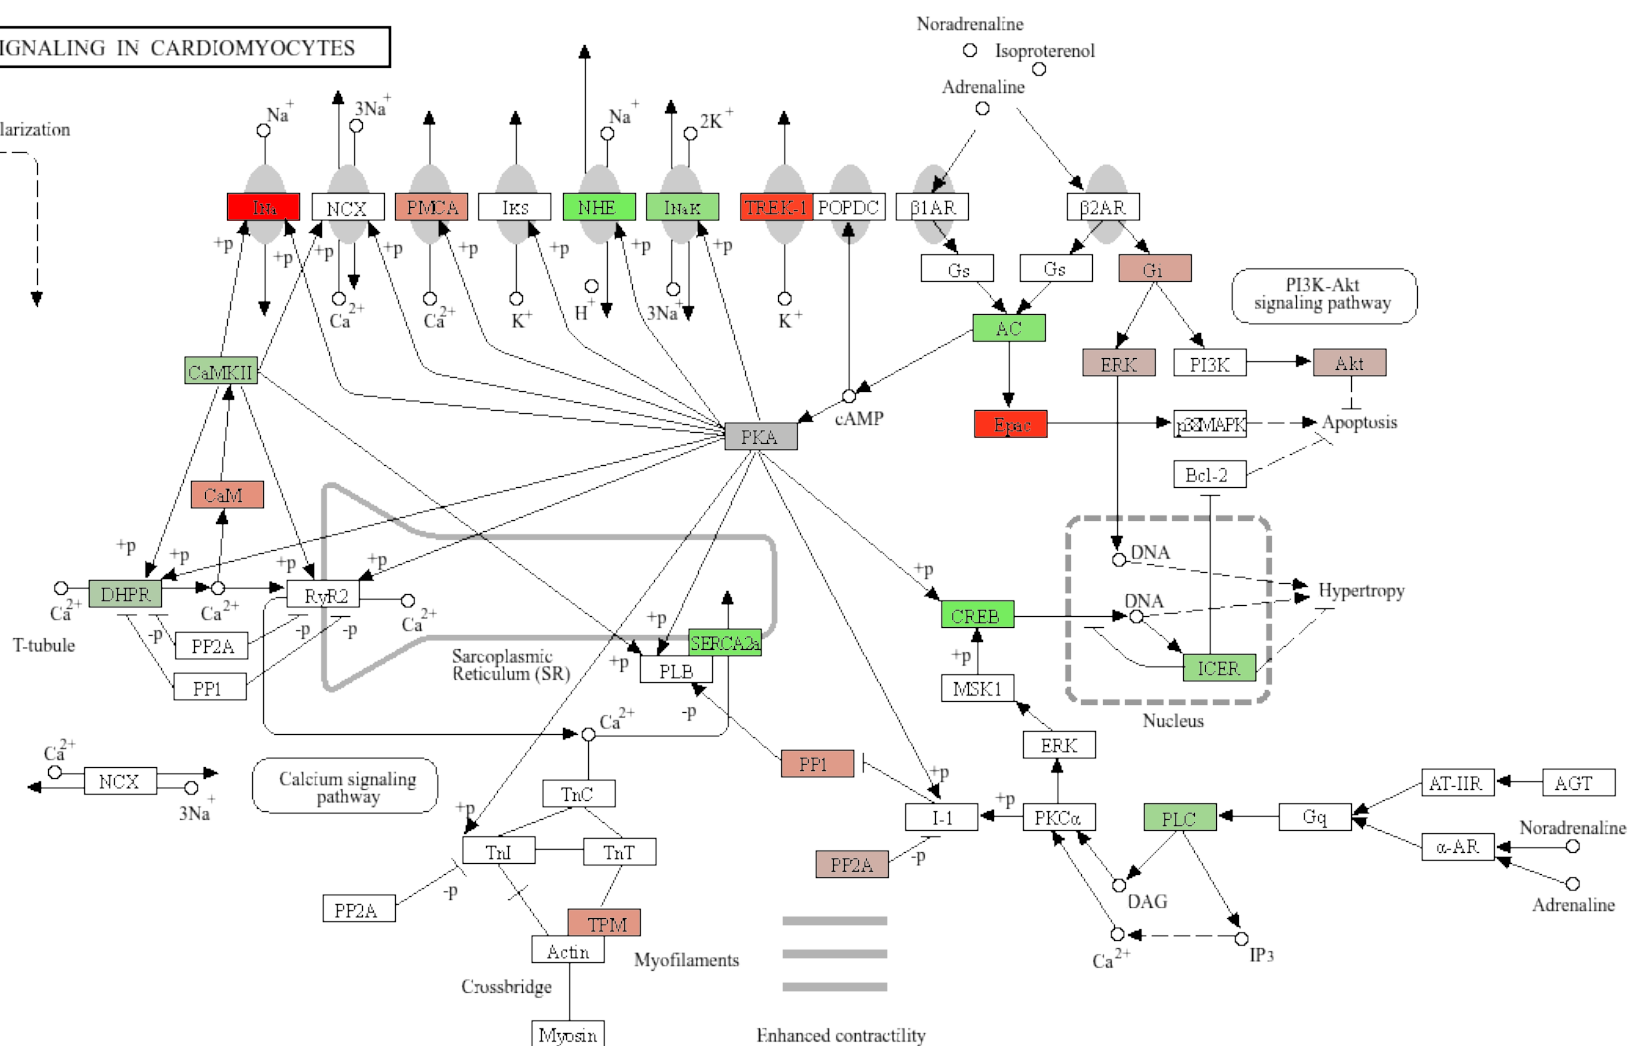 IGNALING IN CARDIOMYOCYTES
Noradrenaline
Isoproterenol
Adrenaline
larization
Na+
3Na+
Na+
2K+
INa
NCX
PMCA
IKS
NHE
INaK
TREK-1
POPDC
β1AR
β2AR
+p
+p
+p
+p
+p
+p
+p
+p
Gs
Gs
Gi
Ca2+
Ca2+
K+
H+
3Na+
K+
PI3K-Akt
signaling pathway
AC
CaMKII
ERK
PI3K
Akt
cAMP
PKA
Epac
p38MAPK
Apoptosis
Bcl-2
CaM
+p
+p
+p
+p
DNA
+p
Ca2+
DHPR
Ca2+
RyR2
Ca2+
Hypertropy
DNA
CREB
T-tubule
-p
PP2A
-p
-p
+p
SERCA2a
Sarcoplasmic
Reticulum (SR)
+p
PLB
+p
ICER
PP1
MSK1
-p
Nucleus
Ca2+
ERK
Ca2+
NCX
3Na+
Calcium signaling
pathway
PP1
+p
TnC
AT-IIR
AGT
+p
I-1
+p
PKCα
PLC
Gq
Noradrenaline
TnI
TnT
α-AR
PP2A
-p
-p
DAG
Adrenaline
PP2A
TPM
Actin
Myofilaments
Ca2+
IP3
Crossbridge
Myosin
Enhanced contractility